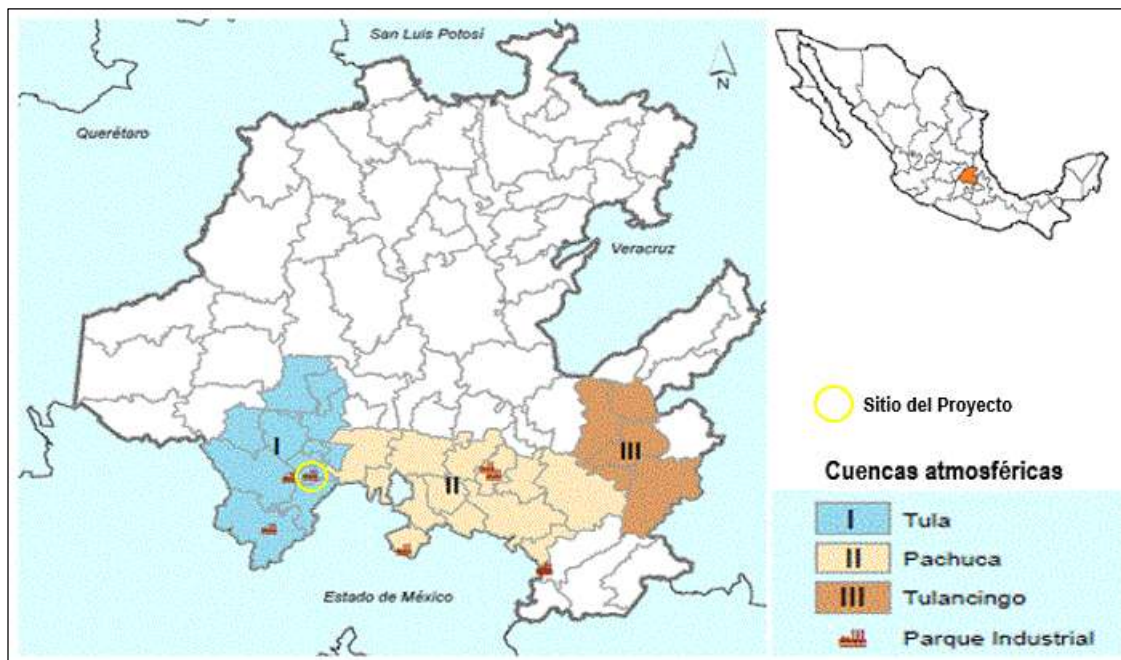 San Luis Potosí
N
Querétaro
Veracruz
I
II
III
Estado de México
Sitio del Proyecto
Cuencas atmosféricas
I Tula
II Pachuca
III Tulancingo
Parque Industrial